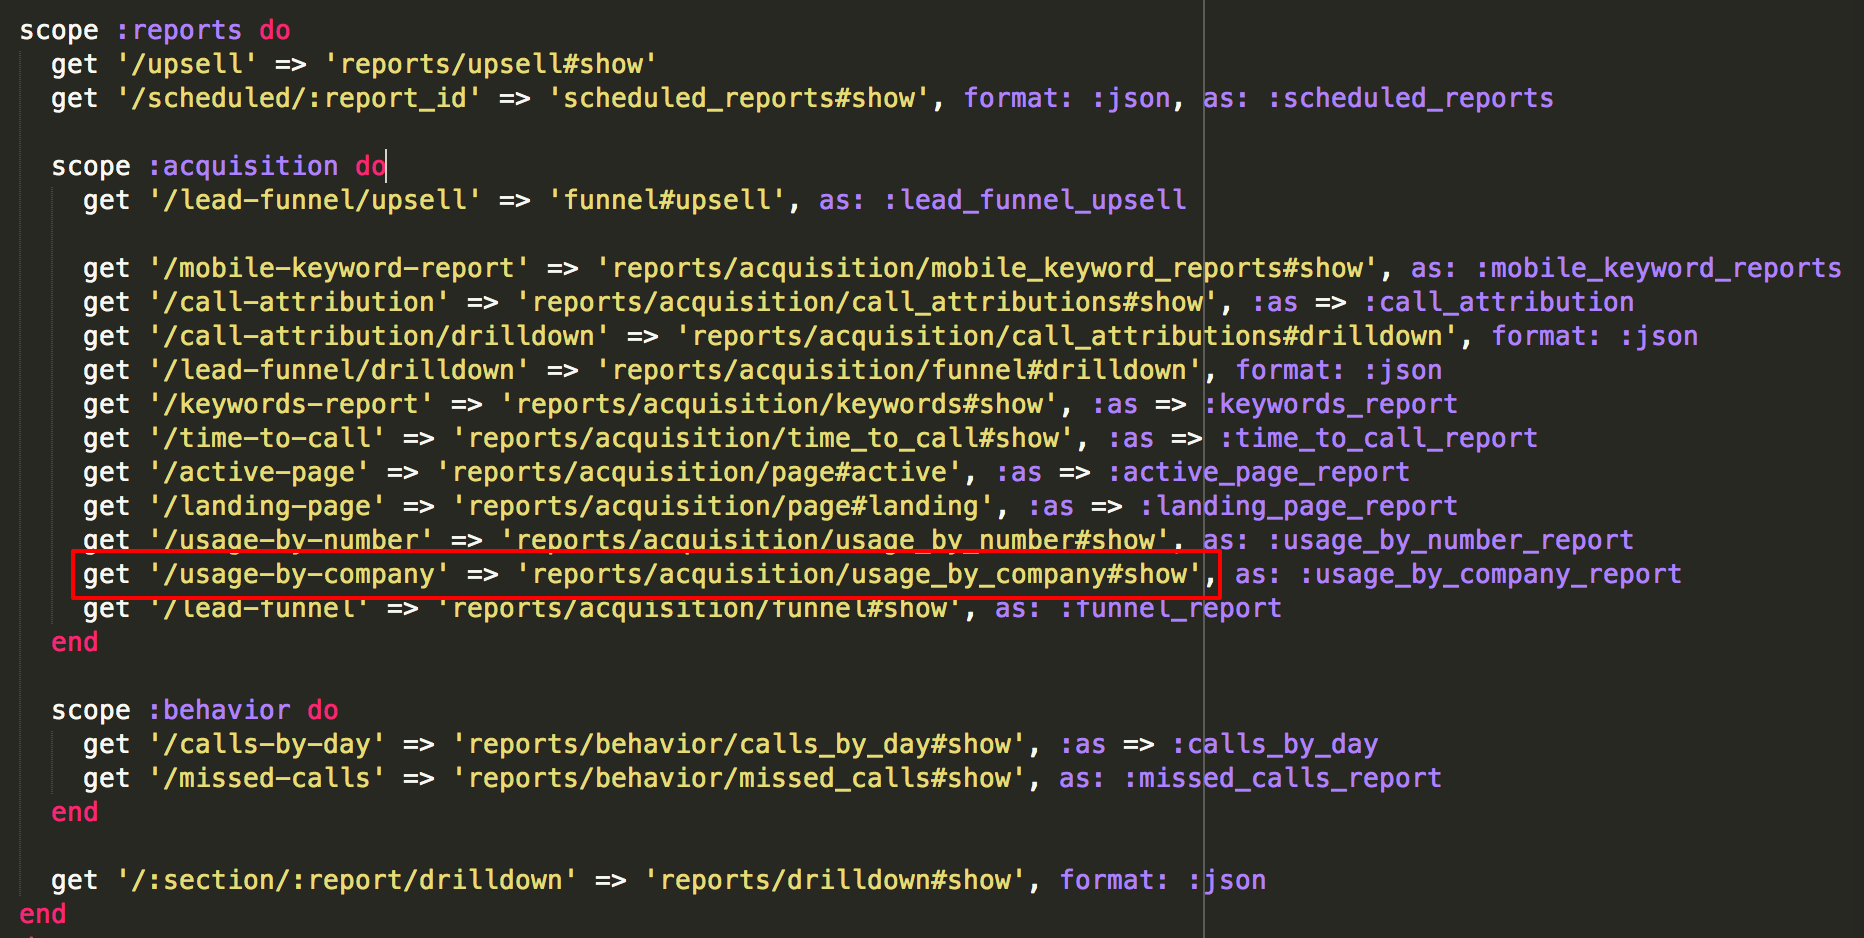 scope :reports do
get '/upsell' => 'reports/upsell#show'
get '/scheduled/:report_id' => 'scheduled_reports#show', format: :json, as: :scheduled_reports
scope :acquisition do
get '/lead-funnel/upsell' => 'funnel#upsell', as: :lead_funnel_upsell
get '/mobile-keyword-report' => 'reports/acquisition/mobile_keyword_reports#show', as: :mobile_keyword_reports
get '/call-attribution' => 'reports/acquisition/call_attributions#show', :as => :call_attribution
get '/call-attribution/drilldown' => 'reports/acquisition/call_attributions#drilldown', format: :json
get '/lead-funnel/drilldown' => 'reports/acquisition/funnel#drilldown', format: :json
get '/keywords-report' => 'reports/acquisition/keywords#show', :as => :keywords_report
get '/time-to-call' => 'reports/acquisition/time_to_call#show', :as => :time_to_call_report
get '/active-page' => 'reports/acquisition/page#active', :as => :active_page_report
get '/landing-page' => 'reports/acquisition/page#landing', :as => :landing_page_report
get '/usage-by-number' => 'reports/acquisition/usage_by_number#show', as: :usage_by_number_report
get '/usage-by-company' => 'reports/acquisition/usage_by_company#show', as: :usage_by_company_report
get '/lead-funnel' => 'reports/acquisition/funnel#show', as: :funnel_report
end
scope :behavior do
get '/calls-by-day' => 'reports/behavior/calls_by_day#show', :as => :calls_by_day
get '/missed-calls' => 'reports/behavior/missed_calls#show', as: :missed_calls_report
end
get '/:section/:report/drilldown' => 'reports/drilldown#show', format: :json
end